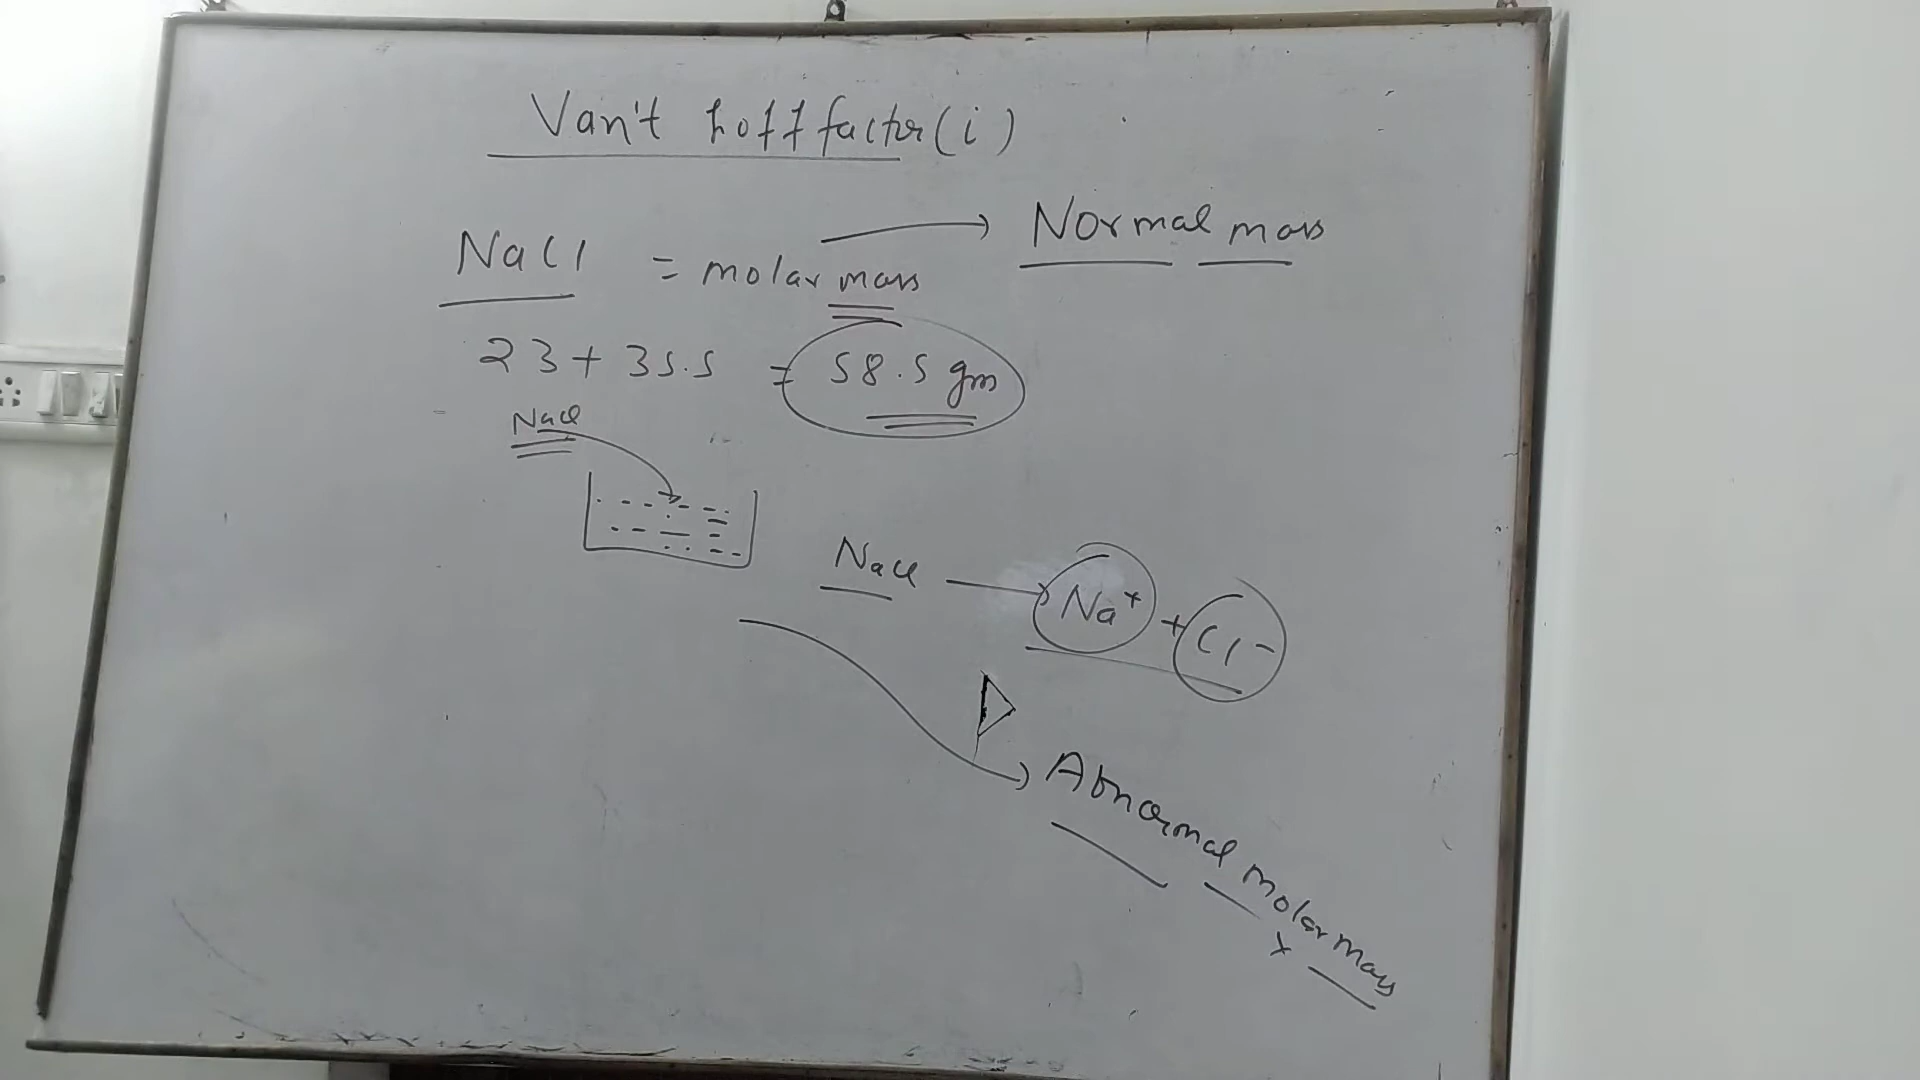 Van't hoff factor (i)
NaCl = molar mass → Normal mass
23 + 35.5 = 58.5 gm
NaCl
NaCl → Na⁺ + Cl⁻
Abnormal molar mass